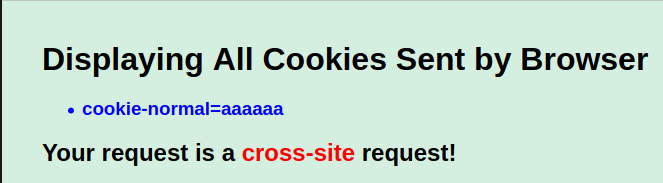 Displaying All Cookies Sent by Browser
• cookie-normal=aaaaaa
Your request is a cross-site request!